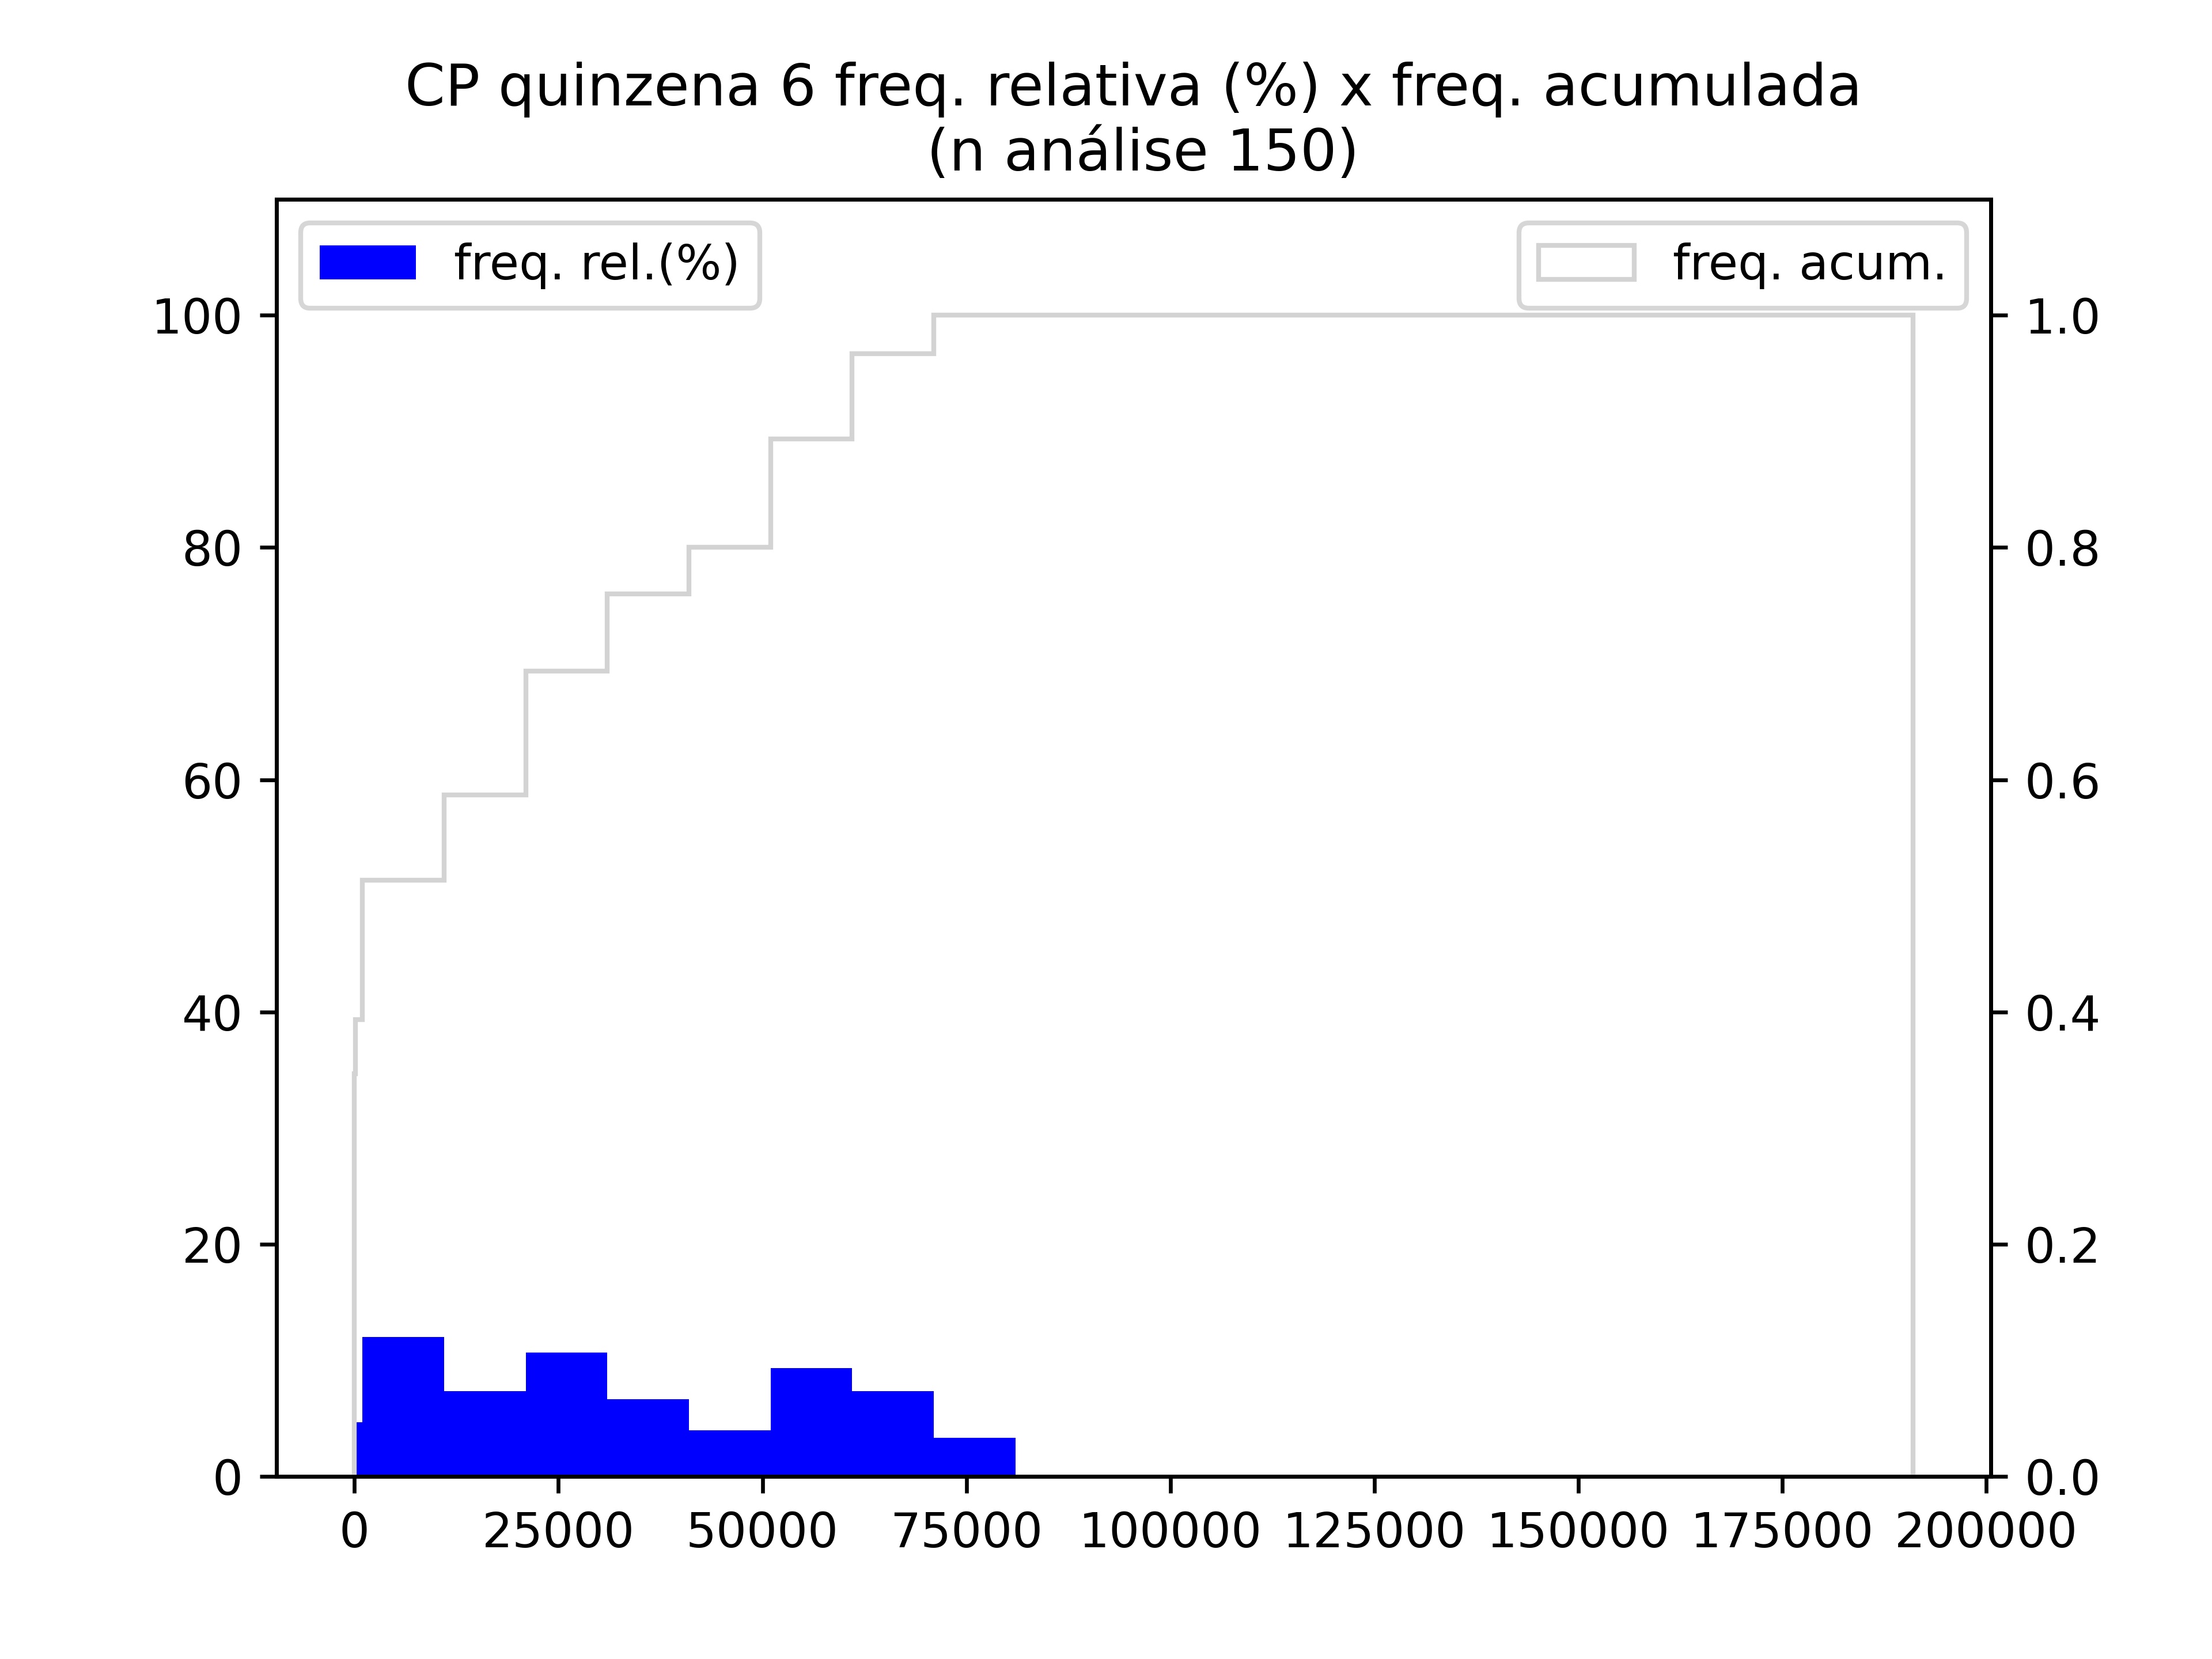 CP quinzena 6 freq. relativa (%) x freq. acumulada
(n análise 150)
freq. rel.(%)
freq. acum.
100
80
60
40
20
0
1.0
0.8
0.6
0.4
0.2
0.0
0 25000 50000 75000 100000 125000 150000 175000 200000